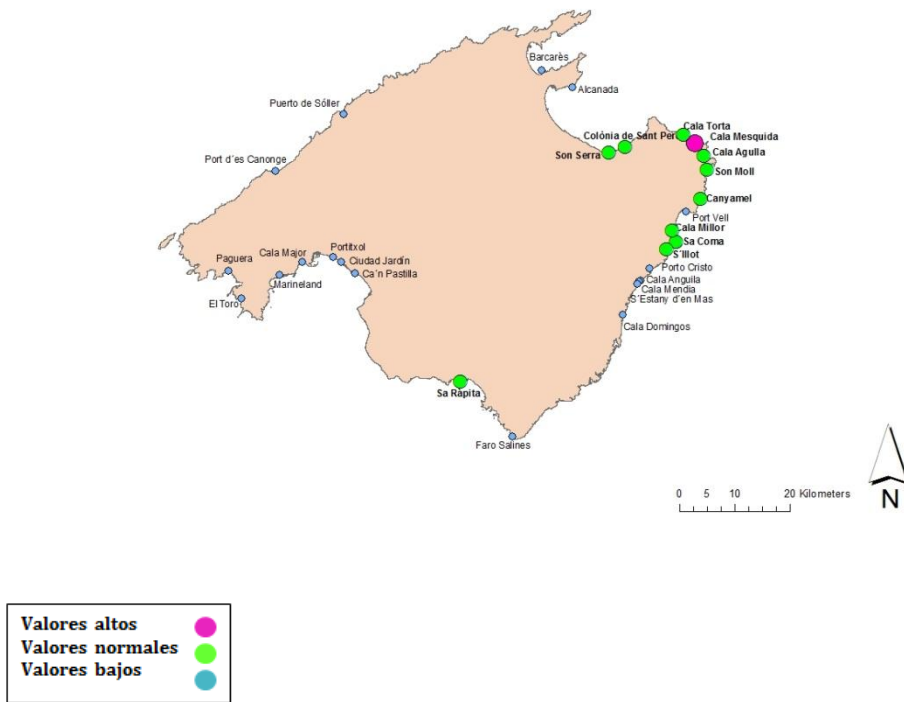 Barcarès
Alcanada
Puerto de Sóller
Cala Torta
Colónia de Sant Pere
Cala Mesquida
Son Serra
Cala Agulla
Port d´es Canonge
Son Moll
Canyamel
Port Vell
Cala Millor
Portitxol
Sa Coma
Cala Major
S´Illot
Paguera
Ciudad Jardín
Porto Cristo
Marineland
Ca´n Pastilla
Cala Anguila
Cala Mendia
El Toro
S´Estany d´en Mas
Cala Domingos
Sa Ràpita
Faro Salines
N
0 5 10 20 Kilometers
Valores altos
Valores normales
Valores bajos